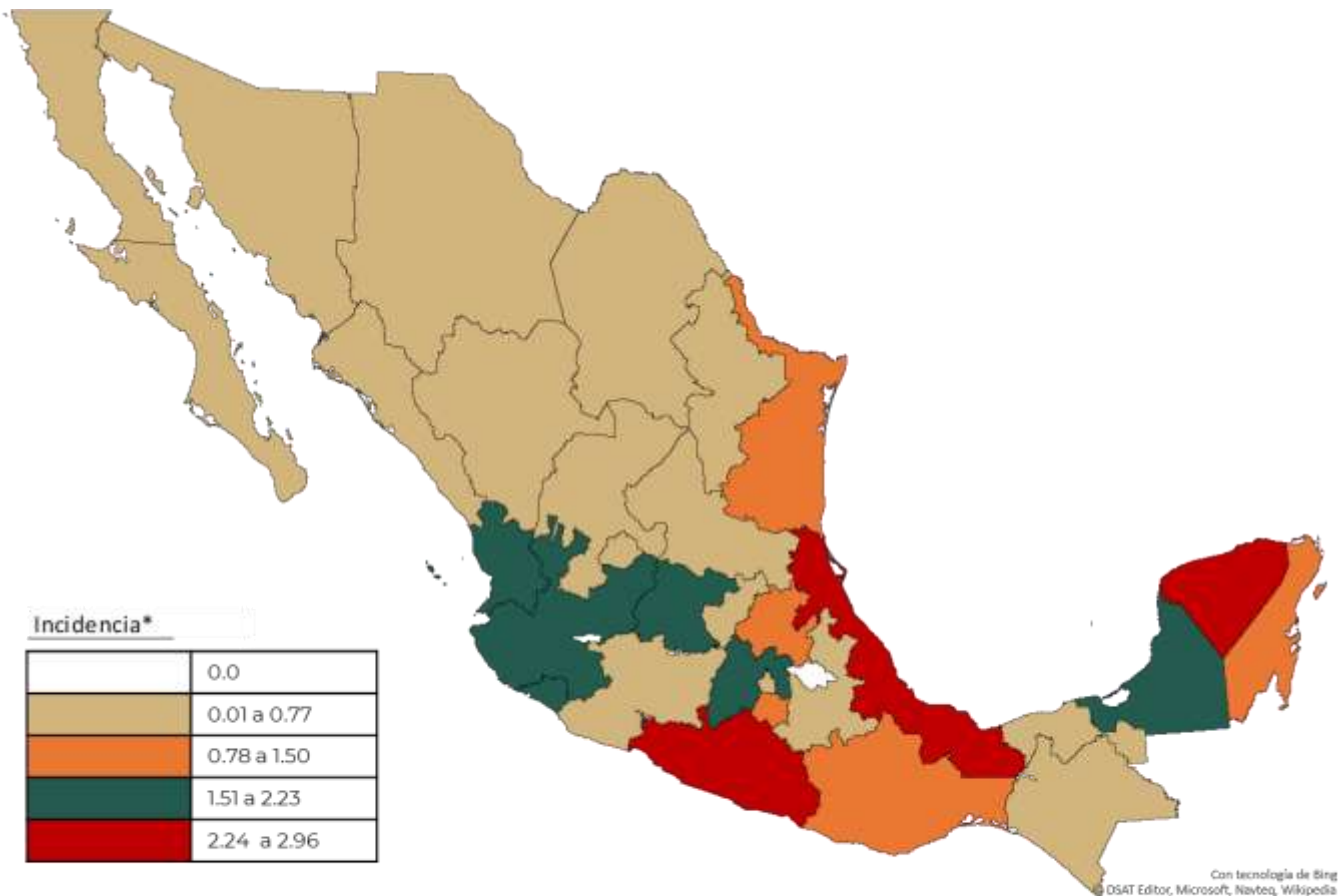 Incidencia*
0.0
0.01 a 0.77
0.78 a 1.50
1.51 a 2.23
2.24 a 2.96
Con tecnología de Bing
© DSAT Editor, Microsoft, Navteq, Wikipedia